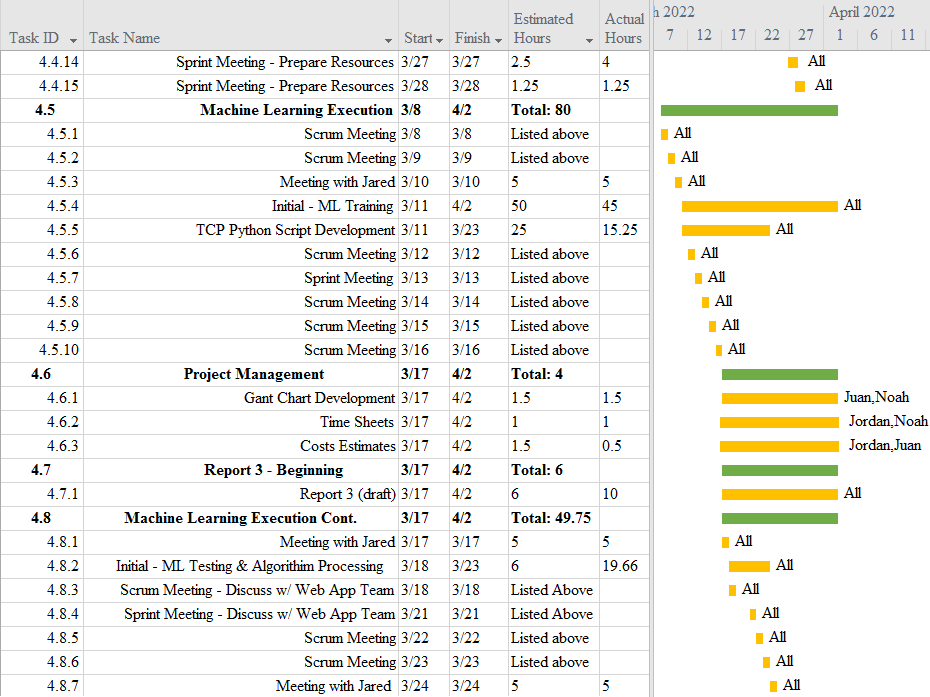 h 2022 April 2022
Task ID Task Name Start Finish Estimated Hours Actual Hours 7 12 17 22 27 1 6 11
4.4.14 Sprint Meeting - Prepare Resources 3/27 3/27 2.5 4 All
4.4.15 Sprint Meeting - Prepare Resources 3/28 3/28 1.25 1.25 All
4.5 Machine Learning Execution 3/8 4/2 Total: 80
4.5.1 Scrum Meeting 3/8 3/8 Listed above All
4.5.2 Scrum Meeting 3/9 3/9 Listed above All
4.5.3 Meeting with Jared 3/10 3/10 5 5 All
4.5.4 Initial - ML Training 3/11 4/2 50 45 All
4.5.5 TCP Python Script Development 3/11 3/23 25 15.25 All
4.5.6 Scrum Meeting 3/12 3/12 Listed above All
4.5.7 Sprint Meeting 3/13 3/13 Listed above All
4.5.8 Scrum Meeting 3/14 3/14 Listed above All
4.5.9 Scrum Meeting 3/15 3/15 Listed above All
4.5.10 Scrum Meeting 3/16 3/16 Listed above All
4.6 Project Management 3/17 4/2 Total: 4
4.6.1 Gant Chart Development 3/17 4/2 1.5 1.5 Juan,Noah
4.6.2 Time Sheets 3/17 4/2 1 1 Jordan,Noah
4.6.3 Costs Estimates 3/17 4/2 1.5 0.5 Jordan,Juan
4.7 Report 3 - Beginning 3/17 4/2 Total: 6
4.7.1 Report 3 (draft) 3/17 4/2 6 10 All
4.8 Machine Learning Execution Cont. 3/17 4/2 Total: 49.75
4.8.1 Meeting with Jared 3/17 3/17 5 5 All
4.8.2 Initial - ML Testing & Algorithim Processing 3/18 3/23 6 19.66 All
4.8.3 Scrum Meeting - Discuss w/ Web App Team 3/18 3/18 Listed Above All
4.8.4 Sprint Meeting - Discuss w/ Web App Team 3/21 3/21 Listed Above All
4.8.5 Scrum Meeting 3/22 3/22 Listed above All
4.8.6 Scrum Meeting 3/23 3/23 Listed above All
4.8.7 Meeting with Jared 3/24 3/24 5 5 All